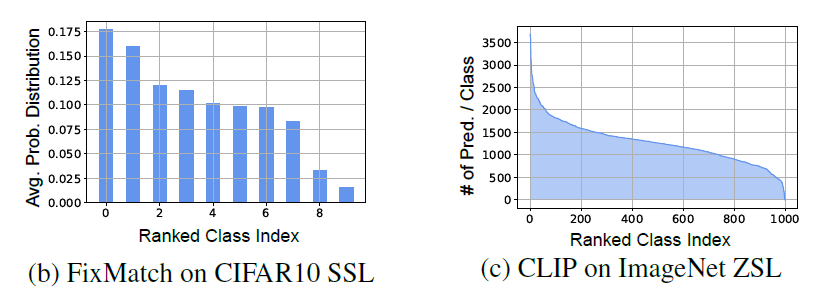 Avg. Prob. Distribution
0.175
0.150
0.125
0.100
0.075
0.050
0.025
0.000
0 2 4 6 8
Ranked Class Index
(b) FixMatch on CIFAR10 SSL
# of Pred. / Class
3500
3000
2500
2000
1500
1000
500
0
0 200 400 600 800 1000
Ranked Class Index
(c) CLIP on ImageNet ZSL